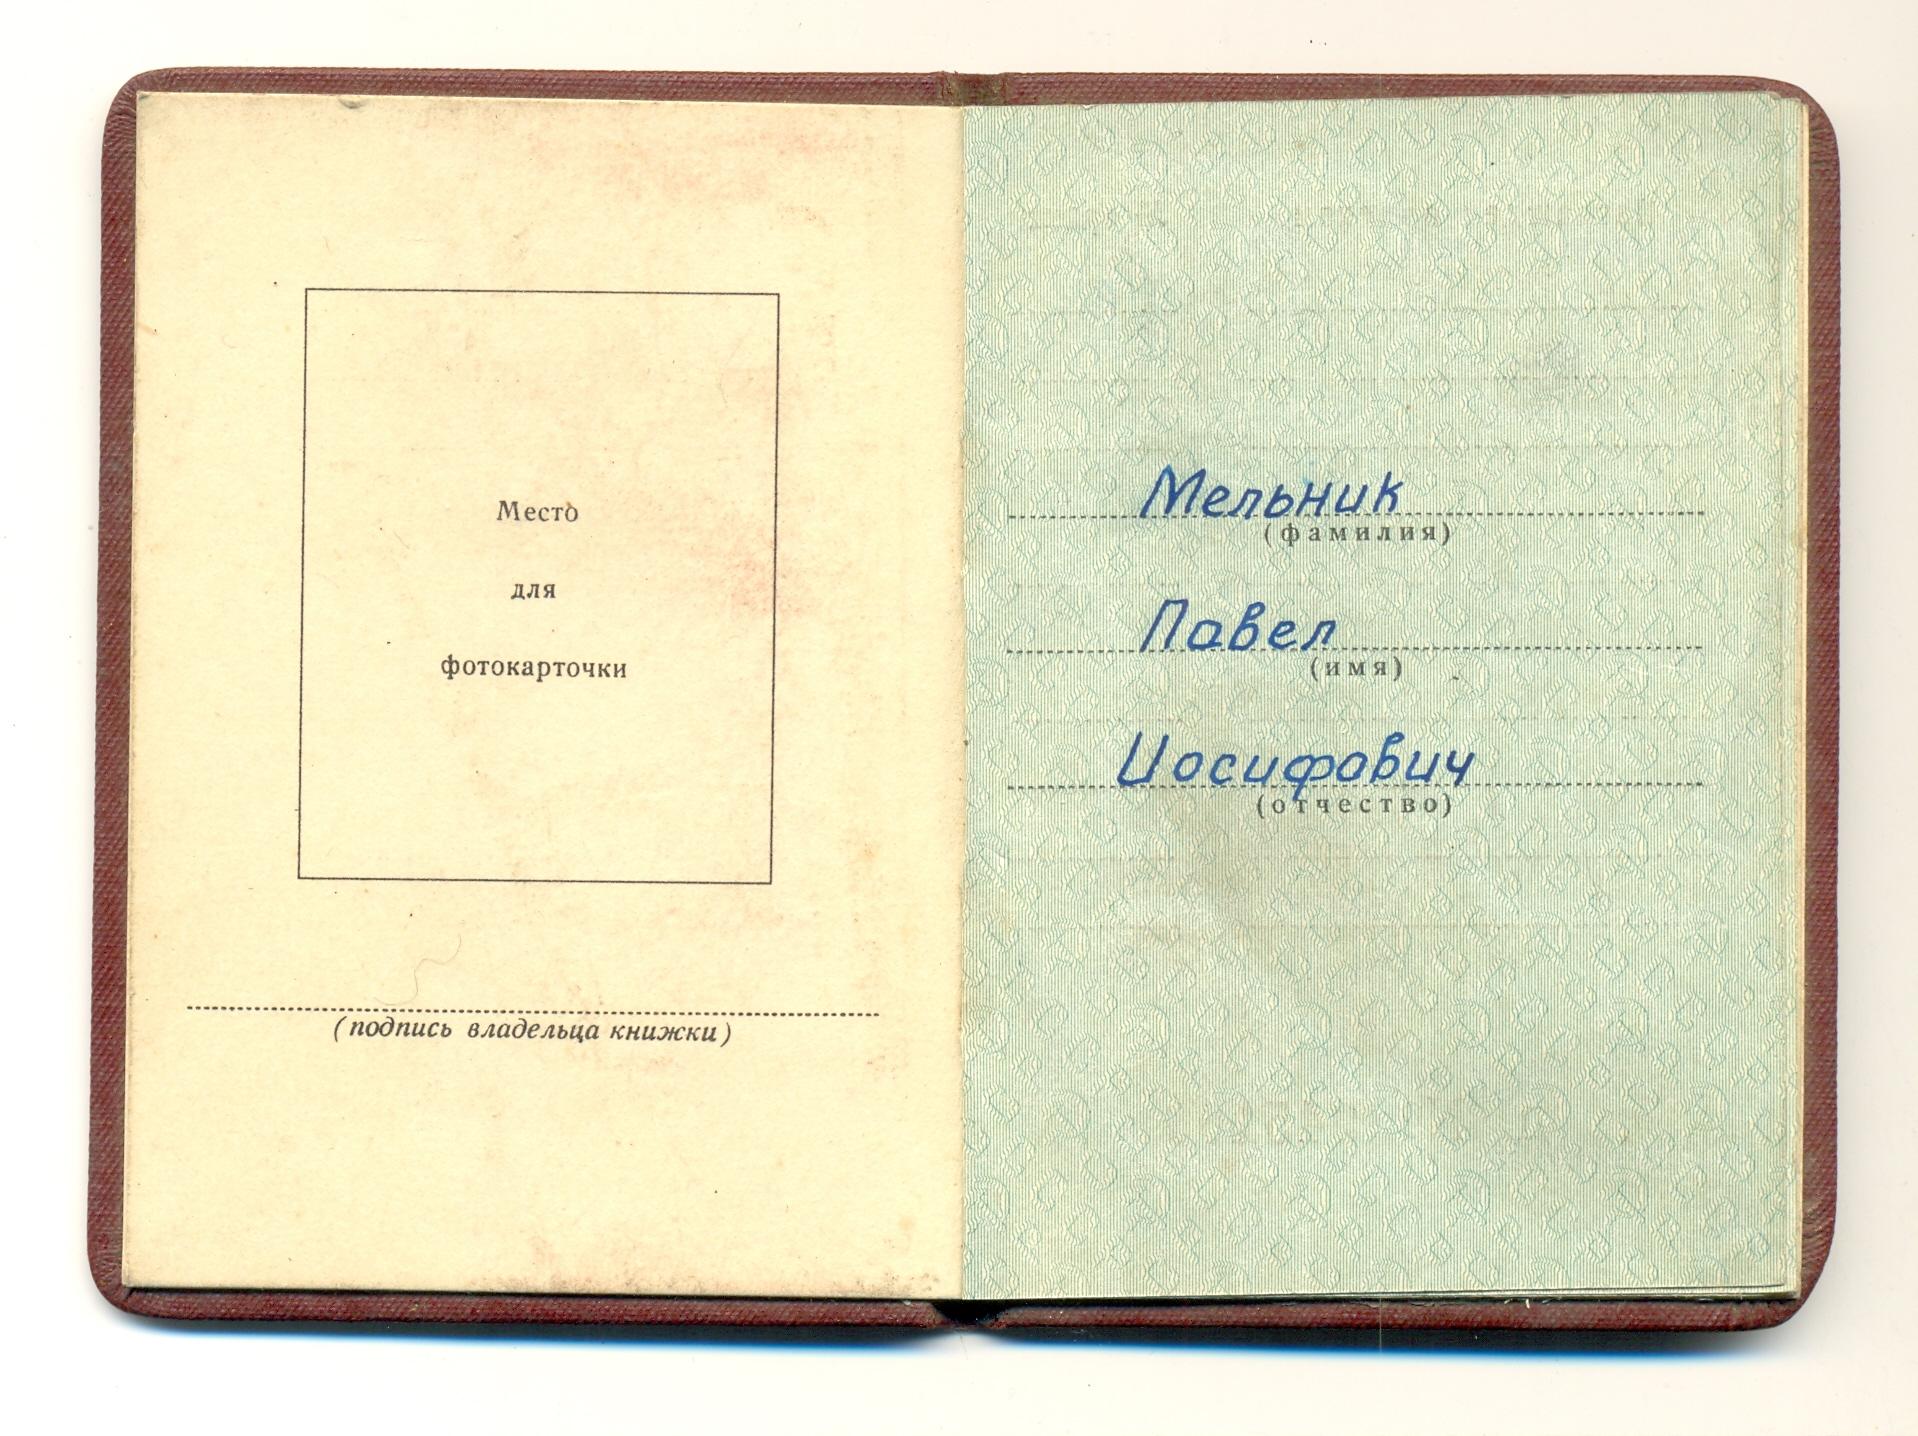 Место
для
фотокарточки
(подпись владельца книжки)
Мельник
(фамилия)
Павел
(имя)
Иосифович
(отчество)